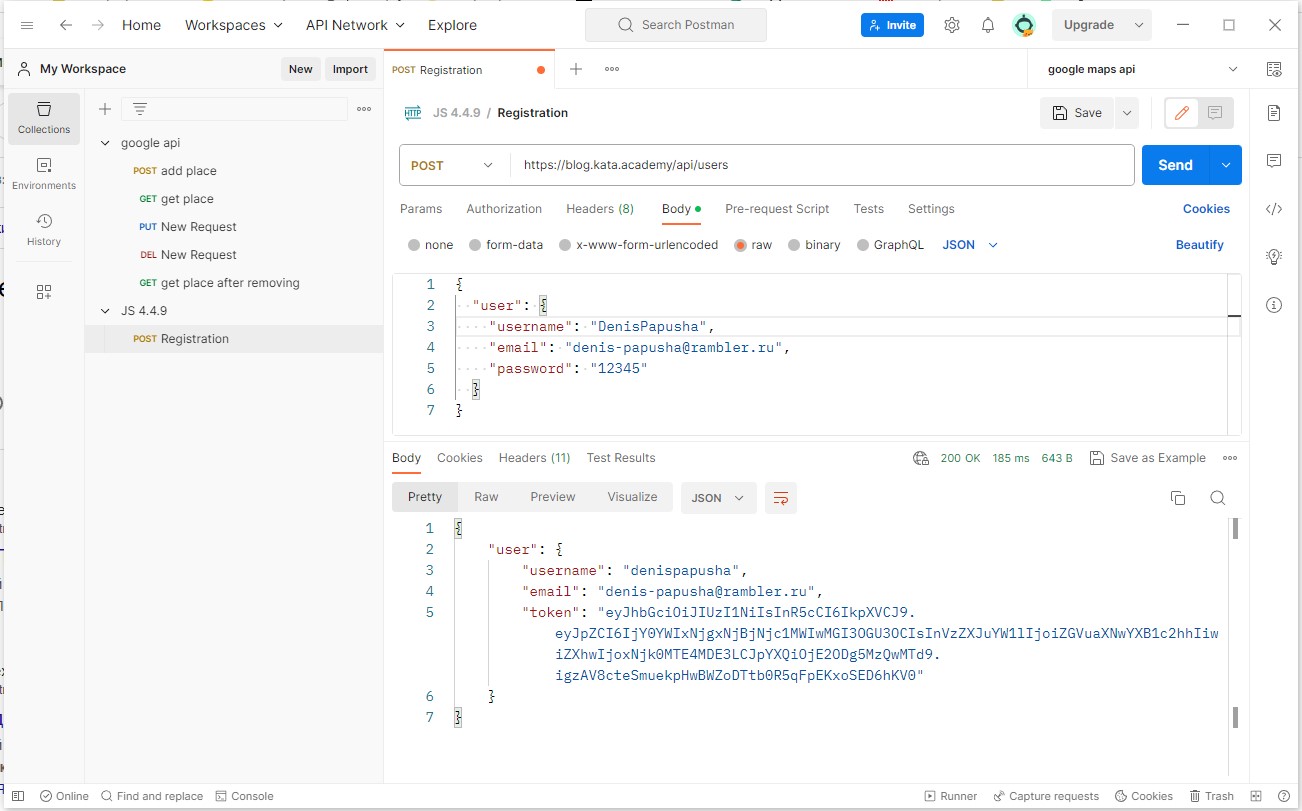 Home Workspaces API Network Explore Search Postman Invite Upgrade
My Workspace New Import POST Registration google maps api
Collections
Environments
History
google api
POST add place
GET get place
PUT New Request
DEL New Request
GET get place after removing
JS 4.4.9
POST Registration
HTTP JS 4.4.9 / Registration Save
POST https://blog.kata.academy/api/users Send
Params Authorization Headers (8) Body Pre-request Script Tests Settings Cookies
none form-data x-www-form-urlencoded raw binary GraphQL JSON Beautify
1 {
2 "user": {
3 "username": "DenisPapusha",
4 "email": "denis-papusha@rambler.ru",
5 "password": "12345"
6 }
7 }
Body Cookies Headers (11) Test Results 200 OK 185 ms 643 B Save as Example
Pretty Raw Preview Visualize JSON
1 {
2 "user": {
3 "username": "denispapusha",
4 "email": "denis-papusha@rambler.ru",
5 "token": "eyJhbGciOiJIUzI1NiIsInR5cCI6IkpXVCJ9.
eyJpZCI6IjY0YWIxNjgxNjBjNjc1MWIwMGI3OGU3OCIsInVzZXJuYW1lIjoiZGVuaXNwYXB1c2hhIiw
iZXhwIjoxNjk0MTE4MDE3LCJpYXQiOjE2ODg5MzQwMTd9.
igzAV8cteSmuekpHwBWZoDTtb0R5qFpEKxoSED6hKV0"
6 }
7 }
Online Find and replace Console Runner Capture requests Cookies Trash